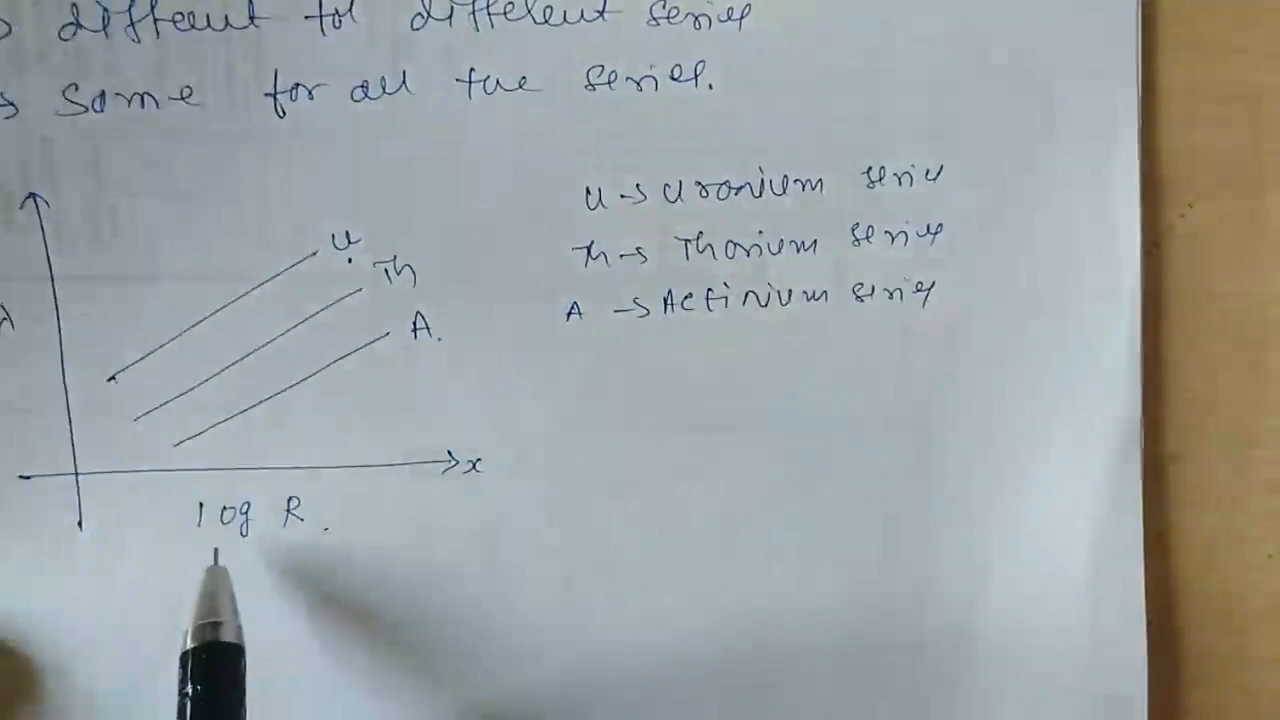 different for different series
→ Same for all the series.
U → Uranium series
Th → Thorium series
A → Actinium series
U
Th
A.
λ
x
log R.